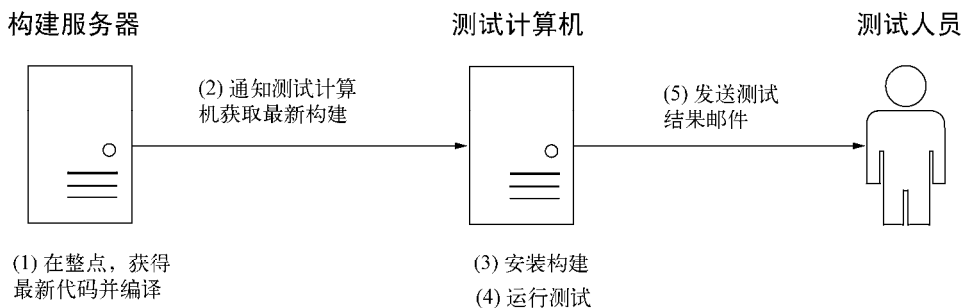 构建服务器
测试计算机
测试人员
(2) 通知测试计算
机获取最新构建
(5) 发送测试
结果邮件
(1) 在整点，获得
最新代码并编译
(3) 安装构建
(4) 运行测试